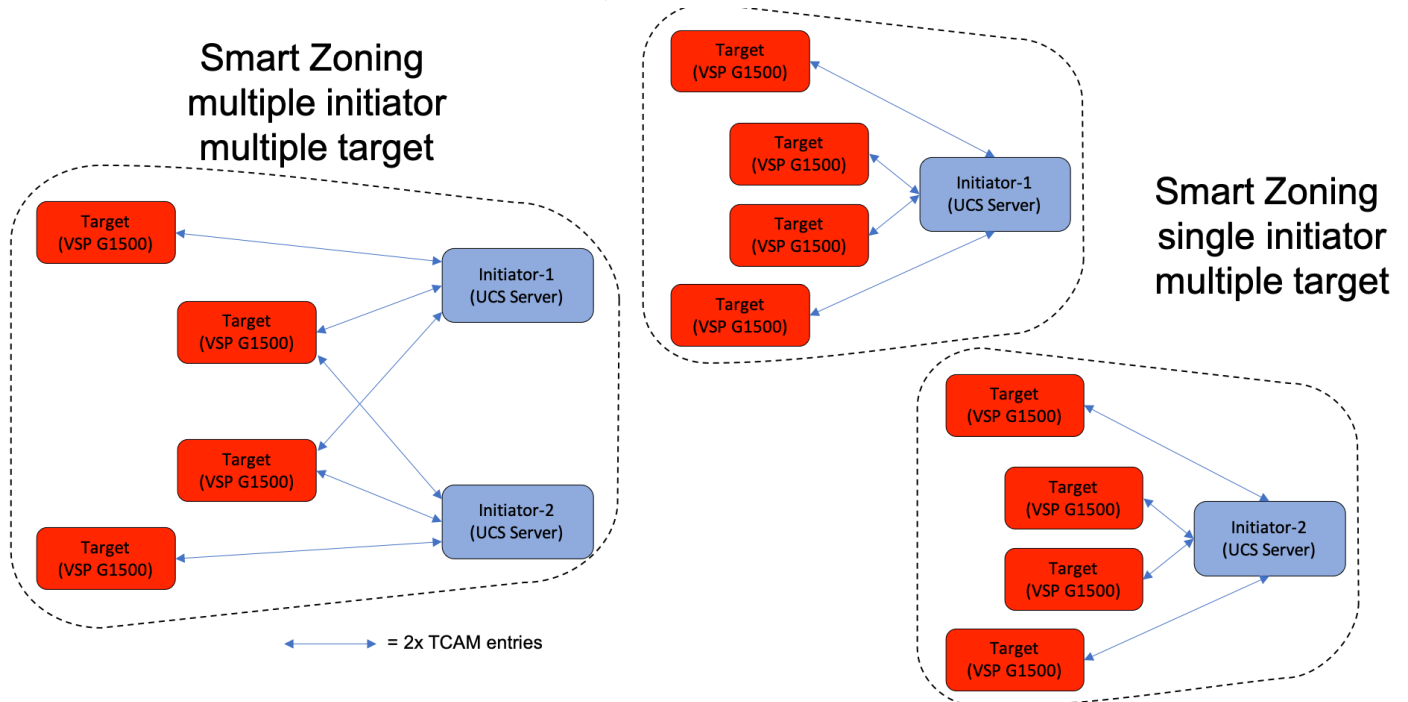 Smart Zoning
multiple initiator
multiple target
Target
(VSP G1500)
Target
(VSP G1500)
Target
(VSP G1500)
Target
(VSP G1500)
Initiator-1
(UCS Server)
Initiator-2
(UCS Server)
= 2x TCAM entries
Target
(VSP G1500)
Target
(VSP G1500)
Target
(VSP G1500)
Target
(VSP G1500)
Initiator-1
(UCS Server)
Smart Zoning
single initiator
multiple target
Target
(VSP G1500)
Target
(VSP G1500)
Target
(VSP G1500)
Target
(VSP G1500)
Initiator-2
(UCS Server)